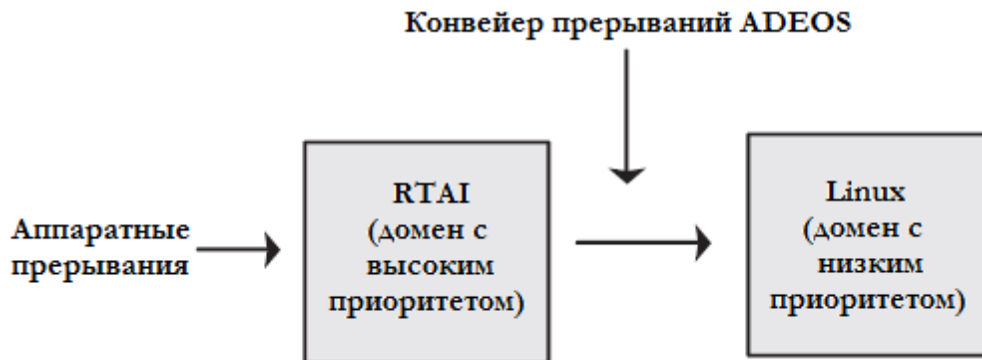 Конвейер прерываний ADEOS
Аппаратные
прерывания
RTAI
(домен с
высоким
приоритетом)
Linux
(домен с
низким
приоритетом)